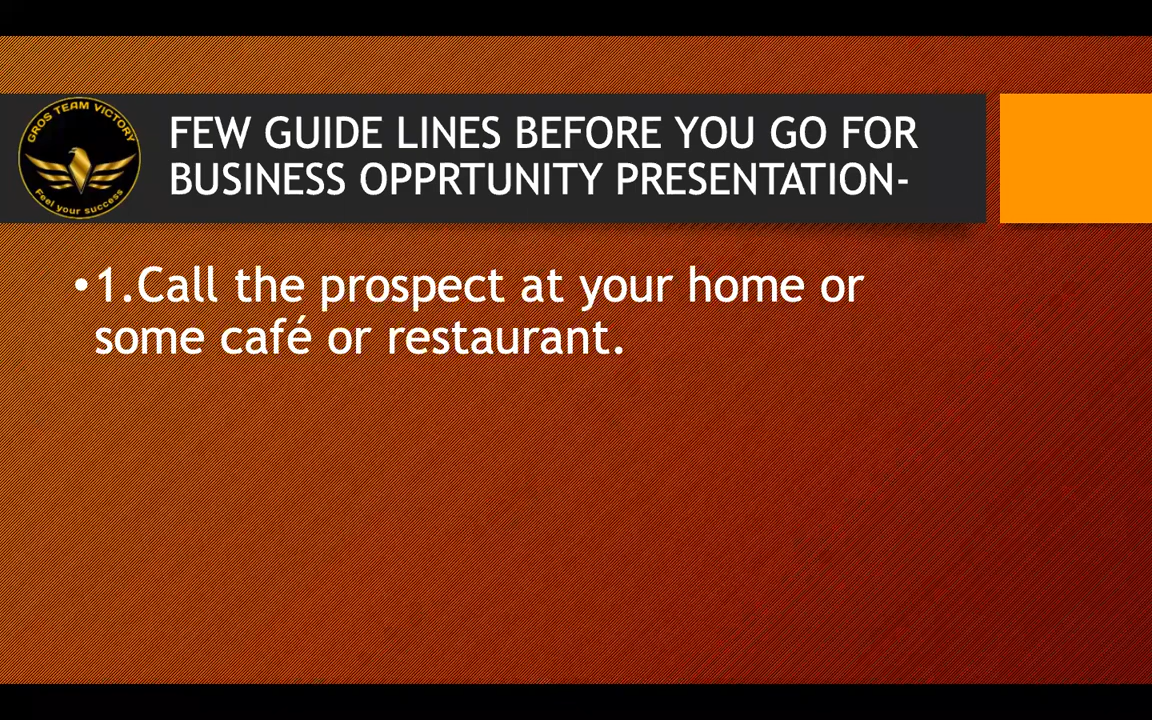 GROS TEAM VICTORY
Feel your success
FEW GUIDE LINES BEFORE YOU GO FOR
BUSINESS OPPRTUNITY PRESENTATION-
•1.Call the prospect at your home or
some café or restaurant.